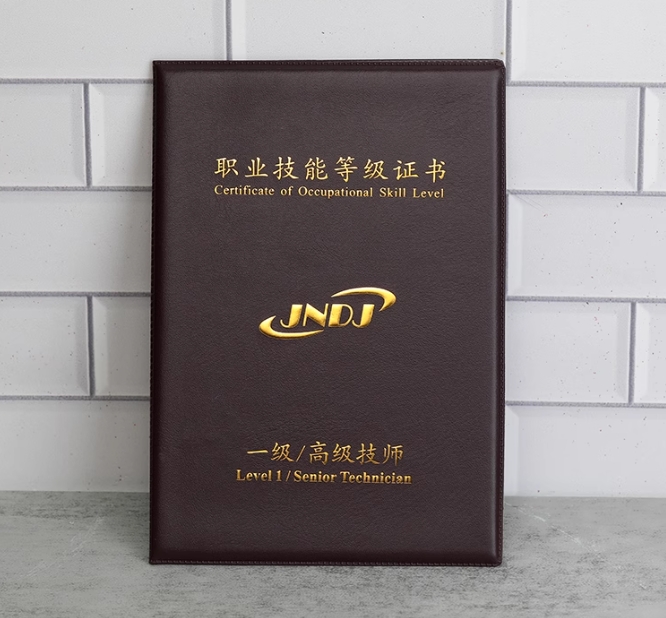 职业技能等级证书
Certificate of Occupational Skill Level
JNDJ
一级/高级技师
Level 1 / Senior Technician